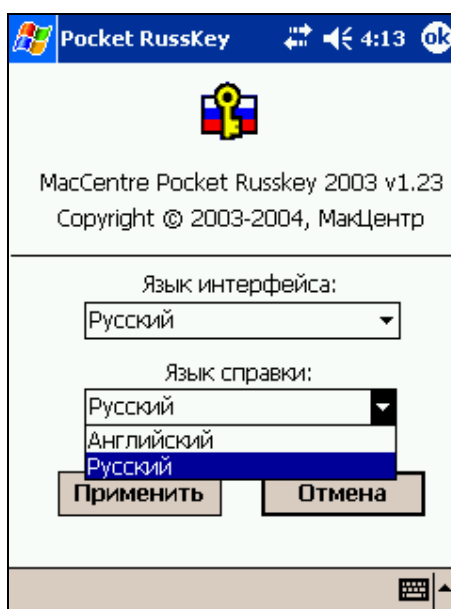 Pocket RussKey 4:13 ok
MacCentre Pocket Russkey 2003 v1.23
Copyright © 2003-2004, МакЦентр
Язык интерфейса:
Русский
Язык справки:
Русский
Английский
Русский
Применить Отмена